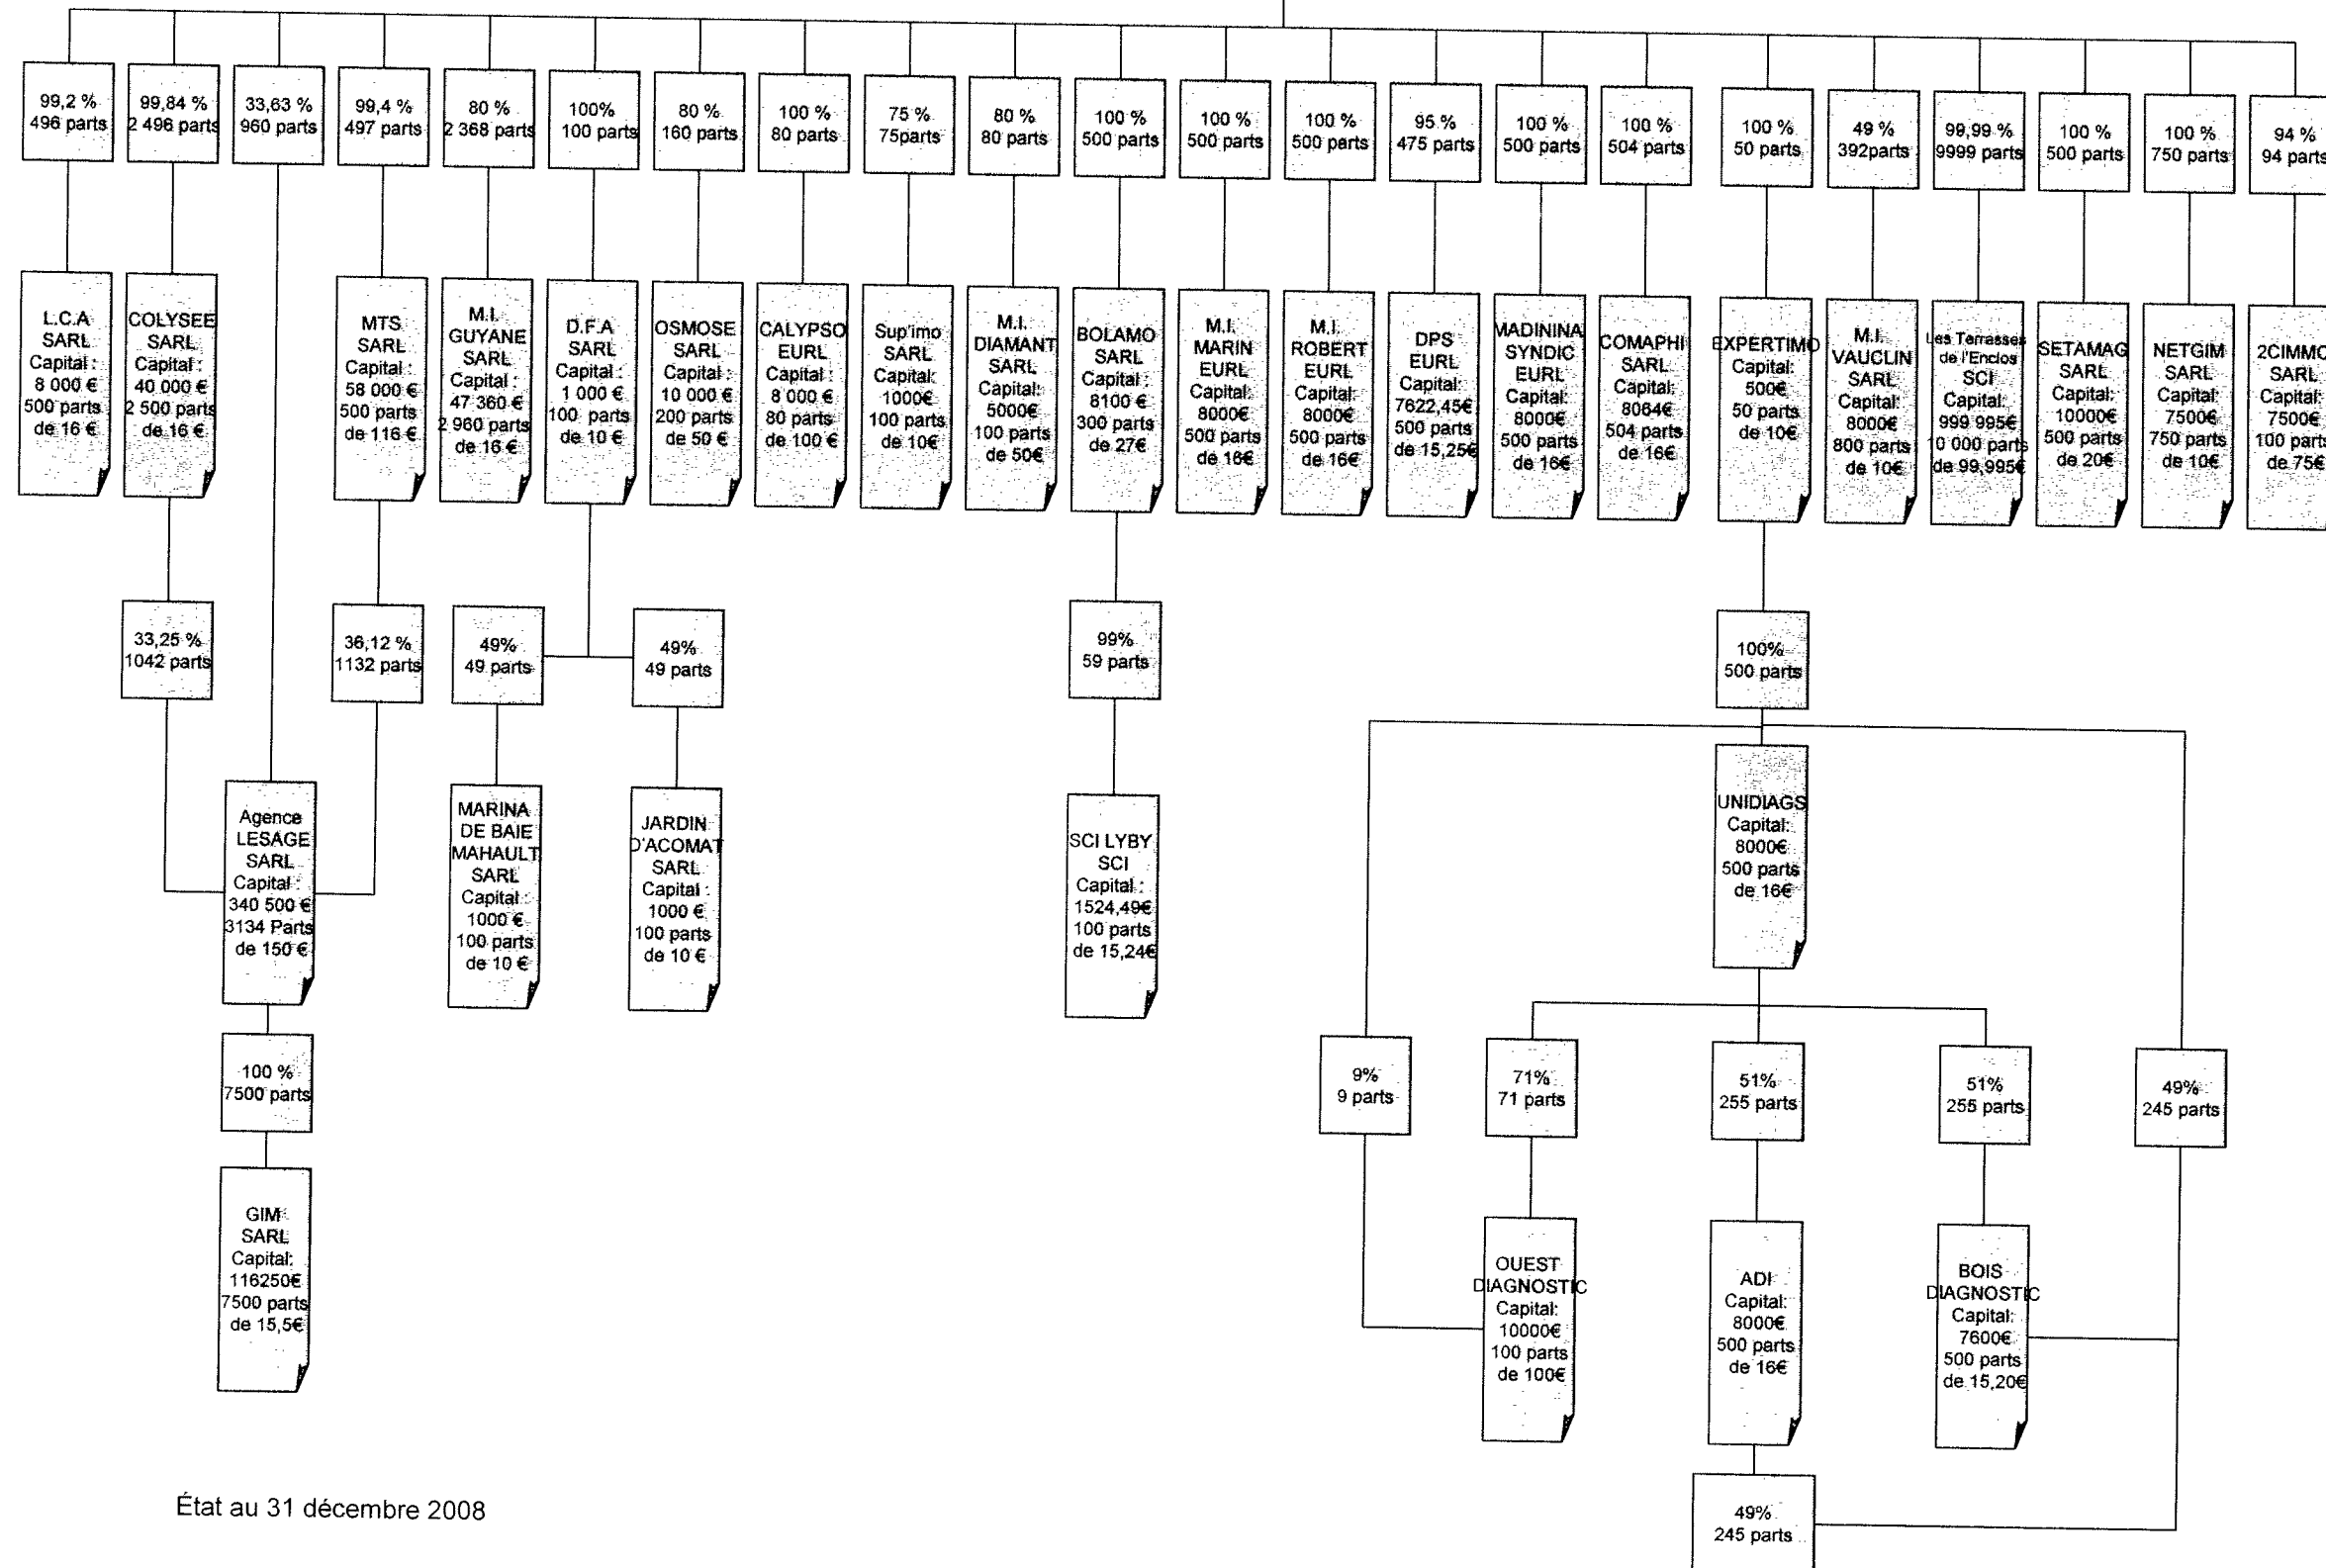 99,2 %
496 parts
99,84 %
2 496 parts
33,63 %
960 parts
99,4 %
497 parts
80 %
2 368 parts
100%
100 parts
80 %
160 parts
100 %
80 parts
75 %
75parts
80 %
80 parts
100 %
500 parts
100 %
500 parts
100 %
500 parts
95 %
475 parts
100 %
500 parts
100 %
504 parts
100 %
50 parts
49 %
392parts
99,99 %
9999 parts
100 %
500 parts
100 %
750 parts
94 %
94 parts
L.C.A
SARL
Capital :
8 000 €
500 parts
de 16 €
COLYSEE
SARL
Capital :
40 000 €
2 500 parts
de 16 €
MTS
SARL
Capital :
58 000 €
500 parts
de 116 €
M.I.
GUYANE
SARL
Capital :
47 360 €
2 960 parts
de 16 €
D.F.A
SARL
Capital :
1 000 €
100 parts
de 10 €
OSMOSE
SARL
Capital :
10 000 €
200 parts
de 50 €
CALYPSO
EURL
Capital :
8 000 €
80 parts
de 100 €
Sup'imo
SARL
Capital:
1000€
100 parts
de 10€
M.I.
DIAMANT
SARL
Capital:
5000€
100 parts
de 50€
BOLAMO
SARL
Capital :
8100 €
300 parts
de 27€
M.I.
MARIN
EURL
Capital:
8000€
500 parts
de 16€
M.I.
ROBERT
EURL
Capital:
8000€
500 parts
de 16€
DPS
EURL
Capital:
7622,45€
500 parts
de 15,25€
MADININA
SYNDIC
EURL
Capital:
8000€
500 parts
de 16€
COMAPHI
SARL
Capital:
8064€
504 parts
de 16€
EXPERTIMO
Capital:
500€
50 parts
de 10€
M.I.
VAUCLIN
SARL
Capital:
8000€
800 parts
de 10€
Les Terrasses
de l'Enclos
SCI
Capital:
999 995€
10 000 parts
de 99,995€
SETAMAG
SARL
Capital:
10000€
500 parts
de 20€
NETGIM
SARL
Capital:
7500€
750 parts
de 10€
2CIMMO
SARL
Capital:
7500€
100 parts
de 75€
33,25 %
1042 parts
36,12 %
1132 parts
49%
49 parts
49%
49 parts
99%
59 parts
100%
500 parts
Agence
LESAGE
SARL
Capital :
340 500 €
3134 Parts
de 150 €
MARINA
DE BAIE
MAHAULT
SARL
Capital :
1000 €
100 parts
de 10 €
JARDIN
D'ACOMAT
SARL
Capital :
1000 €
100 parts
de 10 €
SCI LYBY
SCI
Capital :
1524,49€
100 parts
de 15,24€
UNIDIAGS
Capital:
8000€
500 parts
de 16€
100 %
7500 parts
9%
9 parts
71%
71 parts
51%
255 parts
51%
255 parts
49%
245 parts
GIM
SARL
Capital:
116250€
7500 parts
de 15,5€
OUEST
DIAGNOSTIC
Capital:
10000€
100 parts
de 100€
ADI
Capital:
8000€
500 parts
de 16€
BOIS
DIAGNOSTIC
Capital:
7600€
500 parts
de 15,20€
49%
245 parts
État au 31 décembre 2008